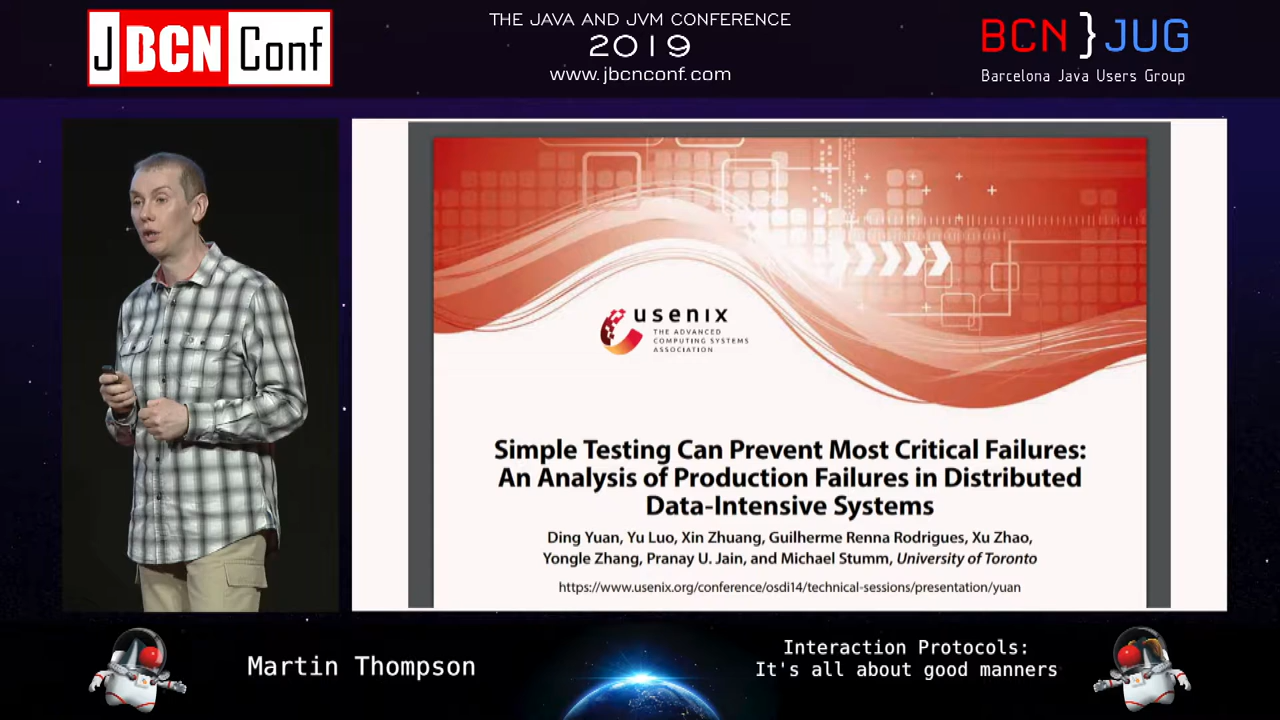 JBCNConf
THE JAVA AND JVM CONFERENCE
2019
www.jbcnconf.com
BCN}JUG
Barcelona Java Users Group
usenix
THE ADVANCED
COMPUTING SYSTEMS
ASSOCIATION
Simple Testing Can Prevent Most Critical Failures:
An Analysis of Production Failures in Distributed
Data-Intensive Systems
Ding Yuan, Yu Luo, Xin Zhuang, Guilherme Renna Rodrigues, Xu Zhao,
Yongle Zhang, Pranay U. Jain, and Michael Stumm, University of Toronto
https://www.usenix.org/conference/osdi14/technical-sessions/presentation/yuan
Martin Thompson
Interaction Protocols:
It's all about good manners